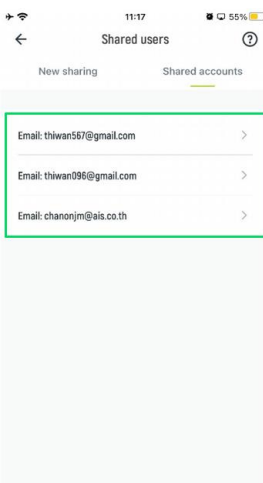 11:17
55%
Shared users
?
New sharing
Shared accounts
Email: thiwan567@gmail.com
Email: thiwan096@gmail.com
Email: chanonjm@ais.co.th